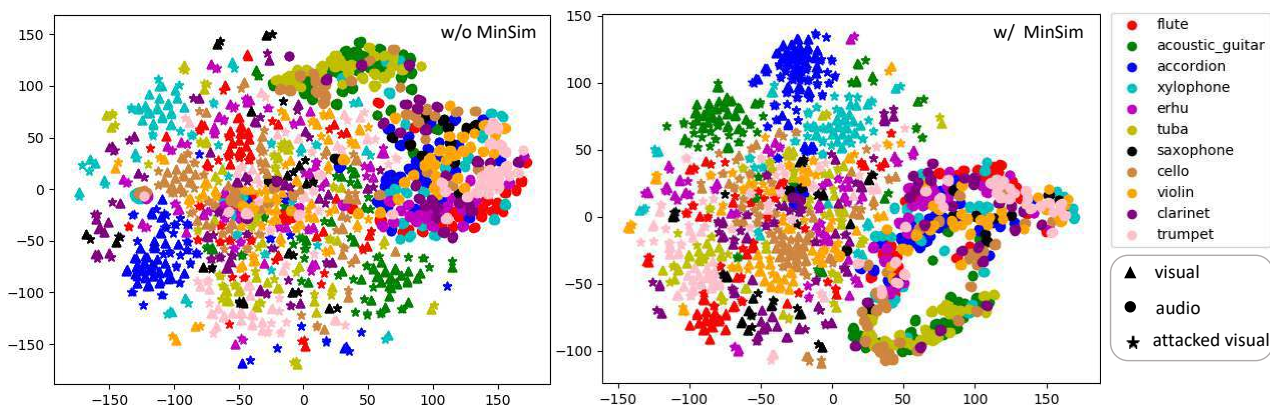 w/o MinSim
150
100
50
0
−50
−100
−150
−150 −100 −50 0 50 100 150
w/ MinSim
150
100
50
0
−50
−100
−150 −100 −50 0 50 100 150
flute
acoustic_guitar
accordion
xylophone
erhu
tuba
saxophone
cello
violin
clarinet
trumpet
visual
audio
attacked visual